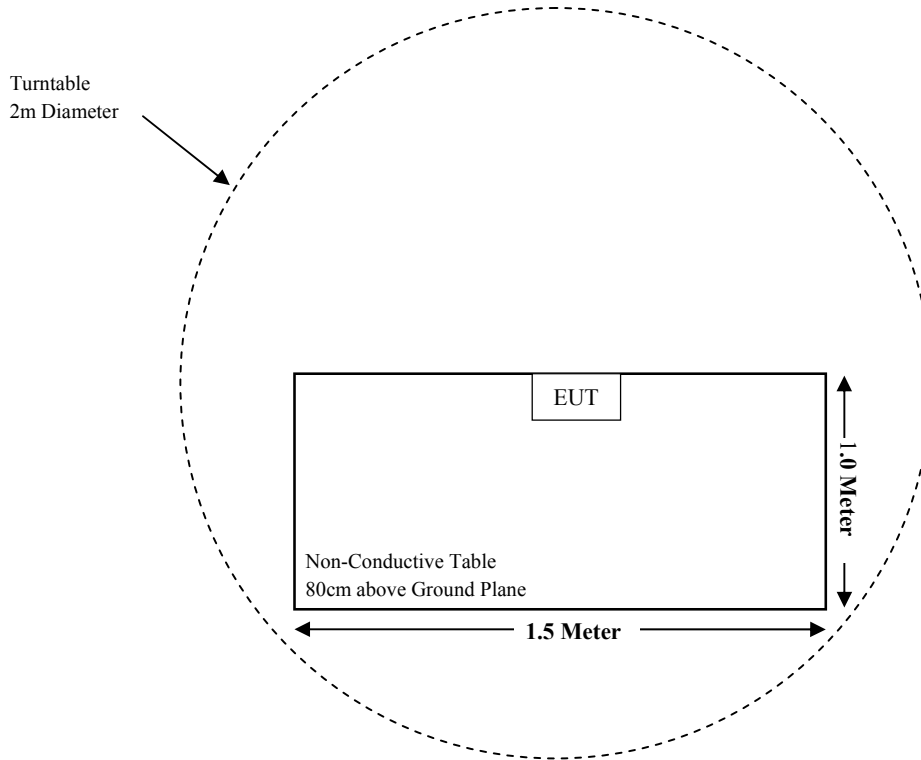 Turntable
2m Diameter
EUT
1.0 Meter
Non-Conductive Table
80cm above Ground Plane
1.5 Meter